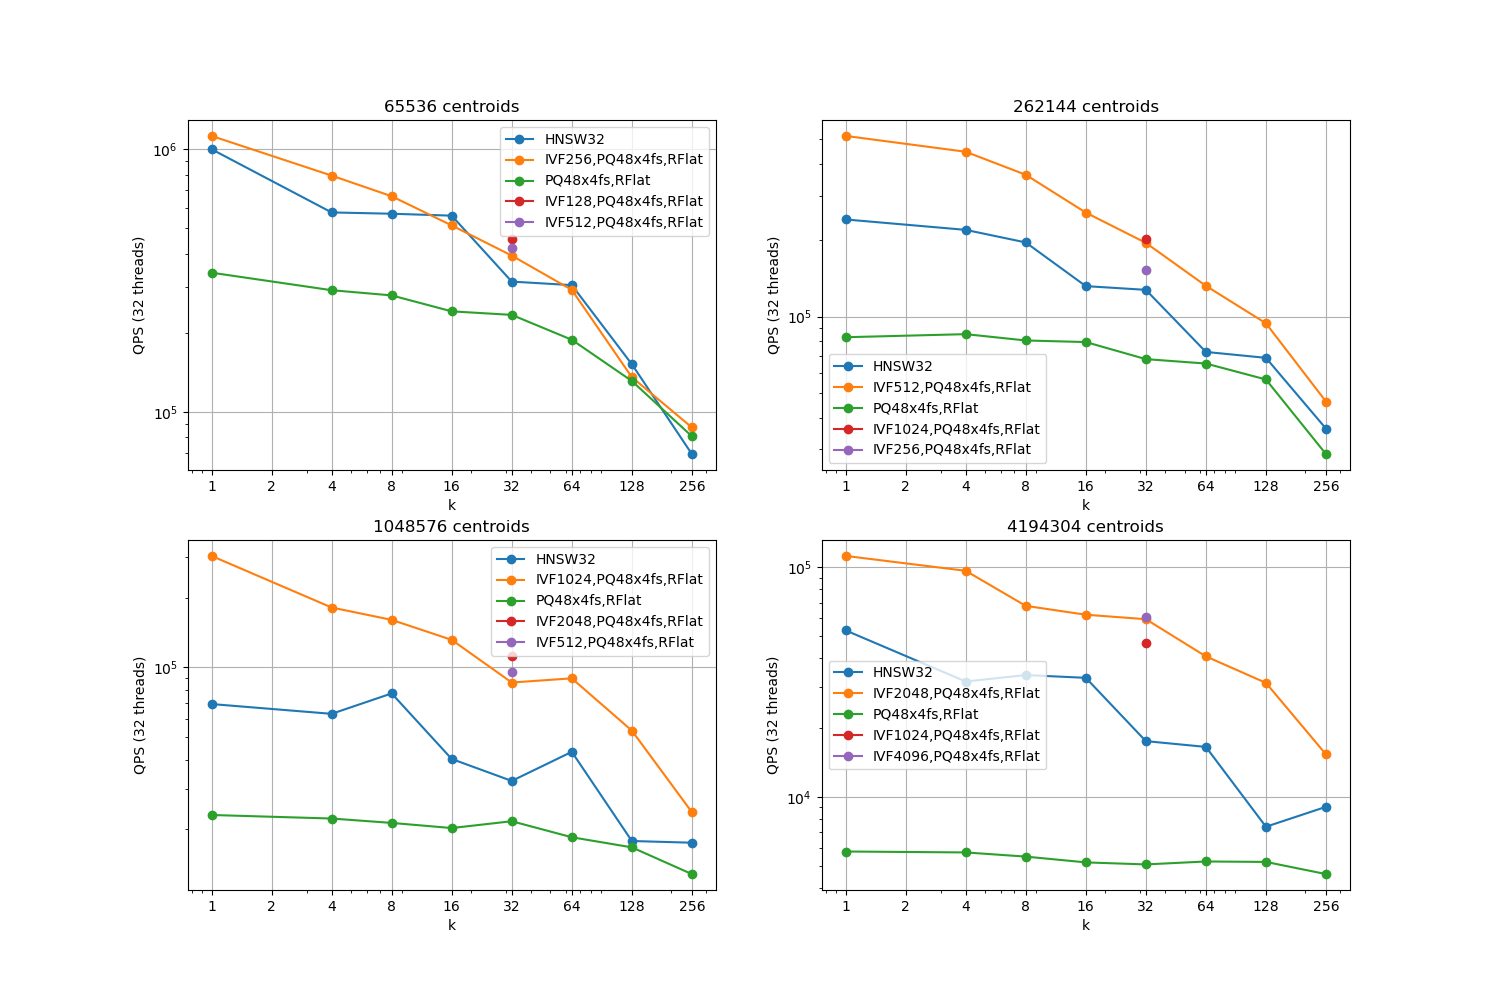 65536 centroids
10^6
10^5
QPS (32 threads)
HNSW32
IVF256,PQ48x4fs,RFlat
PQ48x4fs,RFlat
IVF128,PQ48x4fs,RFlat
IVF512,PQ48x4fs,RFlat
1 2 4 8 16 32 64 128 256
k
262144 centroids
10^5
QPS (32 threads)
HNSW32
IVF512,PQ48x4fs,RFlat
PQ48x4fs,RFlat
IVF1024,PQ48x4fs,RFlat
IVF256,PQ48x4fs,RFlat
1 2 4 8 16 32 64 128 256
k
1048576 centroids
10^5
QPS (32 threads)
HNSW32
IVF1024,PQ48x4fs,RFlat
PQ48x4fs,RFlat
IVF2048,PQ48x4fs,RFlat
IVF512,PQ48x4fs,RFlat
1 2 4 8 16 32 64 128 256
k
4194304 centroids
10^5
10^4
QPS (32 threads)
HNSW32
IVF2048,PQ48x4fs,RFlat
PQ48x4fs,RFlat
IVF1024,PQ48x4fs,RFlat
IVF4096,PQ48x4fs,RFlat
1 2 4 8 16 32 64 128 256
k